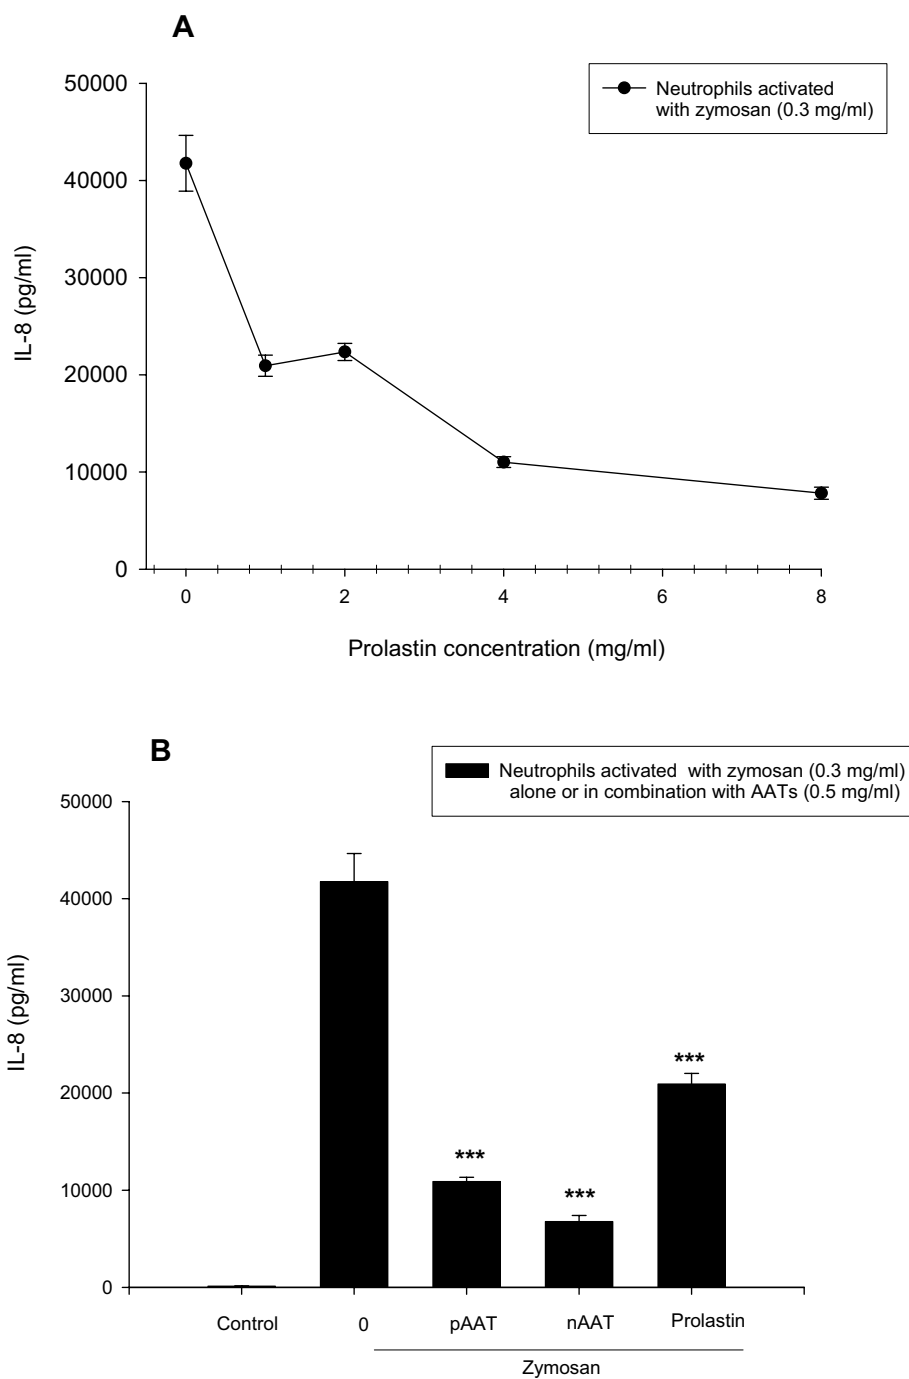 A
50000
40000
30000
20000
10000
0
IL-8 (pg/ml)
Neutrophils activated
with zymosan (0.3 mg/ml)
0 2 4 6 8
Prolastin concentration (mg/ml)
B
Neutrophils activated with zymosan (0.3 mg/ml)
alone or in combination with AATs (0.5 mg/ml)
50000
40000
30000
20000
10000
0
IL-8 (pg/ml)
***
***
***
Control 0 pAAT nAAT Prolastin
Zymosan